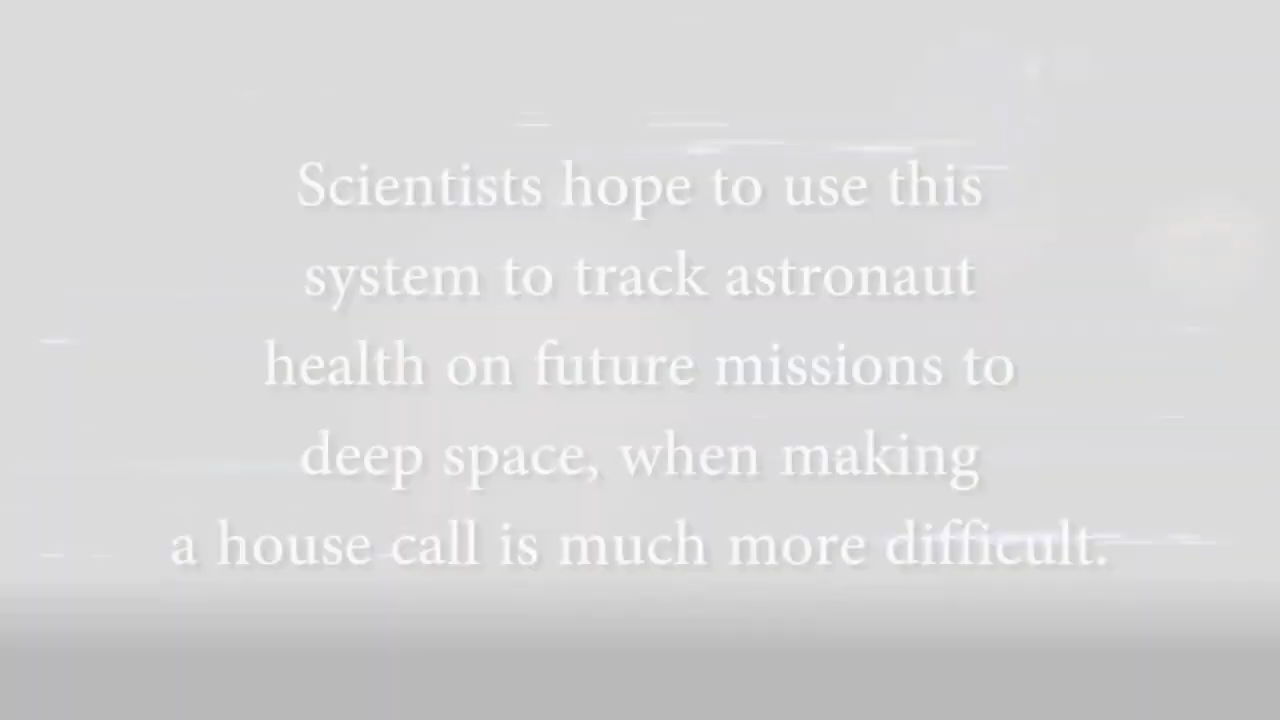 Scientists hope to use this
system to track astronaut
health on future missions to
deep space, when making
a house call is much more difficult.